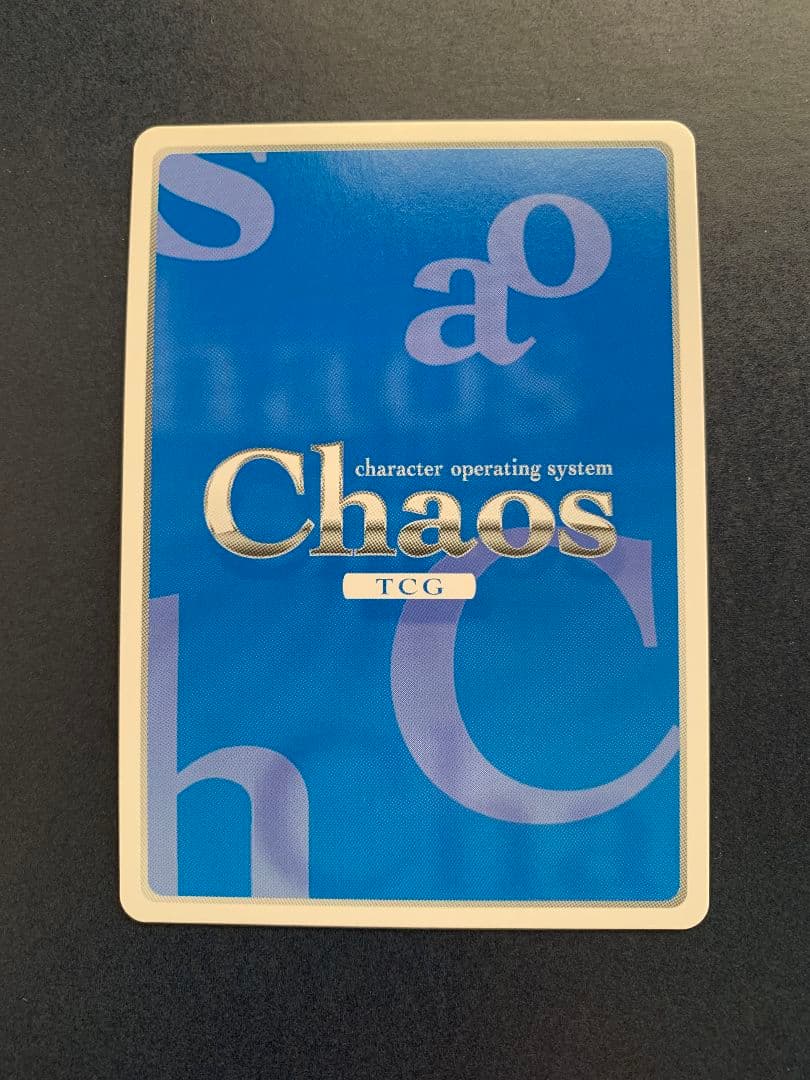 s
o
a
character operating system
Chaos
TCG
C
h